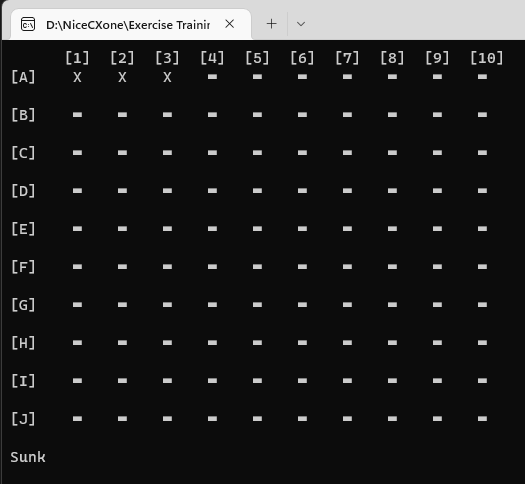 D:\NiceCXone\Exercise Trainir
[1] [2] [3] [4] [5] [6] [7] [8] [9] [10]
[A] X X X - - - - - - -
[B] - - - - - - - - - -
[C] - - - - - - - - - -
[D] - - - - - - - - - -
[E] - - - - - - - - - -
[F] - - - - - - - - - -
[G] - - - - - - - - - -
[H] - - - - - - - - - -
[I] - - - - - - - - - -
[J] - - - - - - - - - -
Sunk